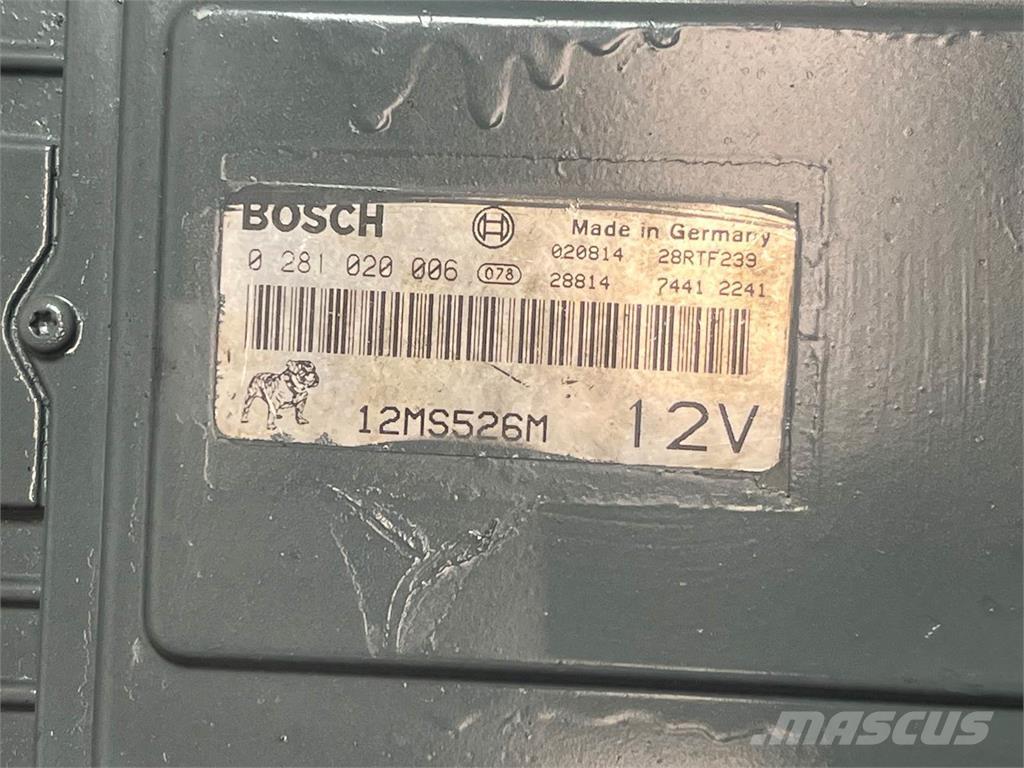 BOSCH
Made in Germany
0 281 020 006 078 020814 28RTF239
28814 7441 2241
12MS526M 12V
MASCUS